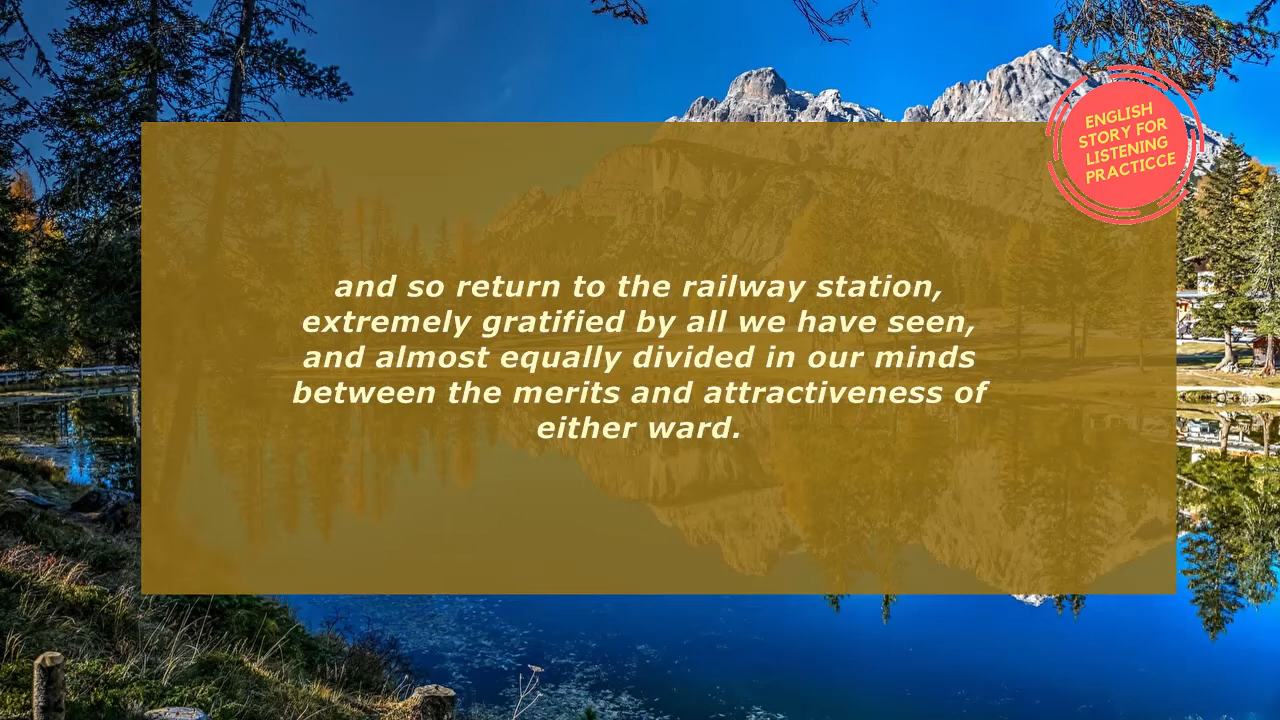 ENGLISH
STORY FOR
LISTENING
PRACTICCE
and so return to the railway station,
extremely gratified by all we have seen,
and almost equally divided in our minds
between the merits and attractiveness of
either ward.